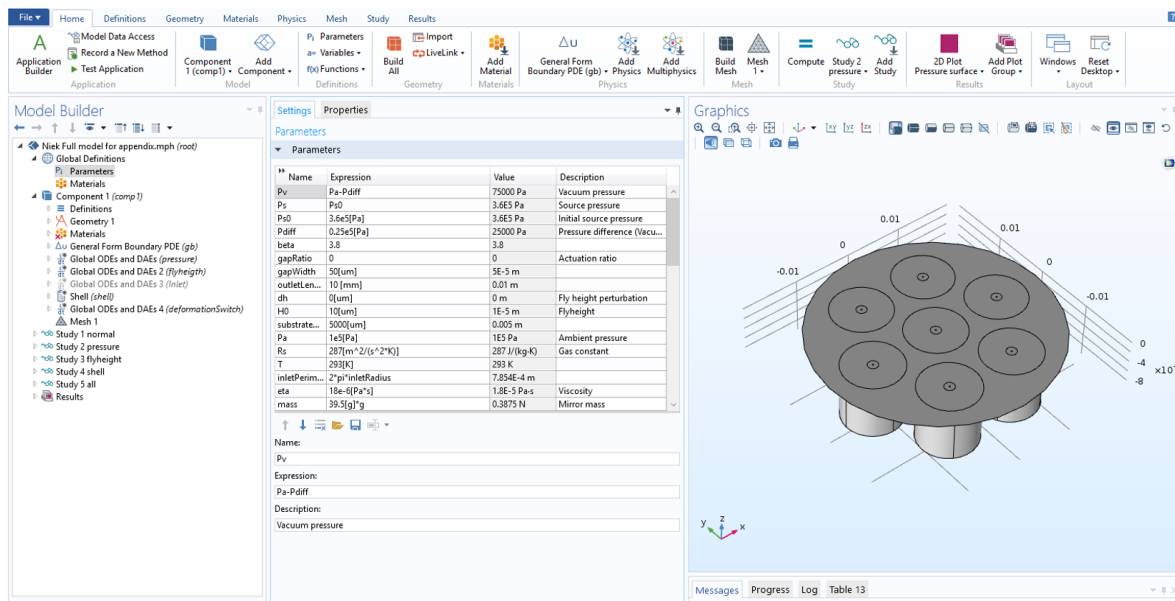 File ▾ Home Definitions Geometry Materials Physics Mesh Study Results
Application Builder
Model Data Access
Record a New Method
Test Application
Application
Component 1 (comp1) ▾
Add Component ▾
Model
Pi Parameters
a= Variables ▾
f(x) Functions ▾
Definitions
Build All
Import
LiveLink ▾
Geometry
Add Material
Materials
Δu
General Form Boundary PDE (gb) ▾
Add Physics
Add Multiphysics
Physics
Build Mesh
Mesh 1 ▾
Mesh
Compute
Study 2 pressure ▾
Add Study
Study
2D Plot Pressure surface ▾
Add Plot Group ▾
Results
Windows ▾
Reset Desktop ▾
Layout
Model Builder
Niek Full model for appendix.mph (root)
Global Definitions
Pi Parameters
Materials
Component 1 (comp1)
Definitions
Geometry 1
Materials
Δu General Form Boundary PDE (gb)
Global ODEs and DAEs (pressure)
Global ODEs and DAEs 2 (flyheigth)
Global ODEs and DAEs 3 (Inlet)
Shell (shell)
Global ODEs and DAEs 4 (deformationSwitch)
Mesh 1
Study 1 normal
Study 2 pressure
Study 3 flyheight
Study 4 shell
Study 5 all
Results
Settings Properties
Parameters
Parameters
Name Expression Value Description
Pv Pa-Pdiff 75000 Pa Vacuum pressure
Ps Ps0 3.6E5 Pa Source pressure
Ps0 3.6e5[Pa] 3.6E5 Pa Initial source pressure
Pdiff 0.25e5[Pa] 25000 Pa Pressure difference (Vacu...
beta 3.8 3.8
gapRatio 0 0 Actuation ratio
gapWidth 50[um] 5E-5 m
outletLen... 10 [mm] 0.01 m
dh 0[um] 0 m Fly height perturbation
H0 10[um] 1E-5 m Flyheight
substrate... 5000[um] 0.005 m
Pa 1e5[Pa] 1E5 Pa Ambient pressure
Rs 287[m^2/(s^2*K)] 287 J/(kg·K) Gas constant
T 293[K] 293 K
inletPerim... 2*pi*inletRadius 7.854E-4 m
eta 18e-6[Pa*s] 1.8E-5 Pa·s Viscosity
mass 39.5[g]*g 0.3875 N Mirror mass
Name:
Pv
Expression:
Pa-Pdiff
Description:
Vacuum pressure
Graphics
xy yz zx
0.01
0
-0.01
0.01
0
-0.01
0
-4
-8
y z x
Messages Progress Log Table 13